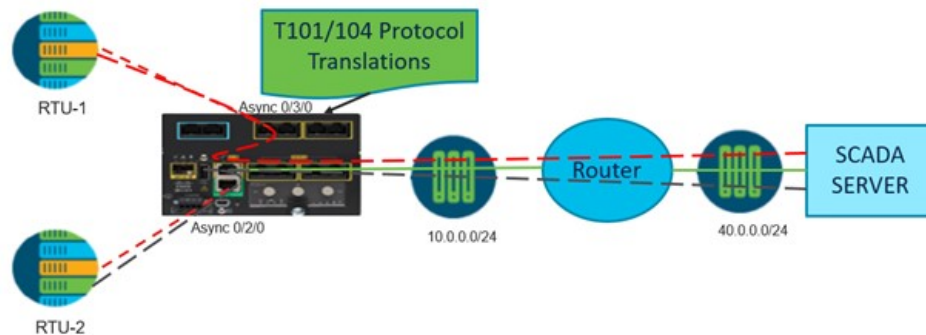 T101/104 Protocol
Translations
RTU-1
Async 0/3/0
Router
SCADA
SERVER
Async 0/2/0
10.0.0.0/24
40.0.0.0/24
RTU-2